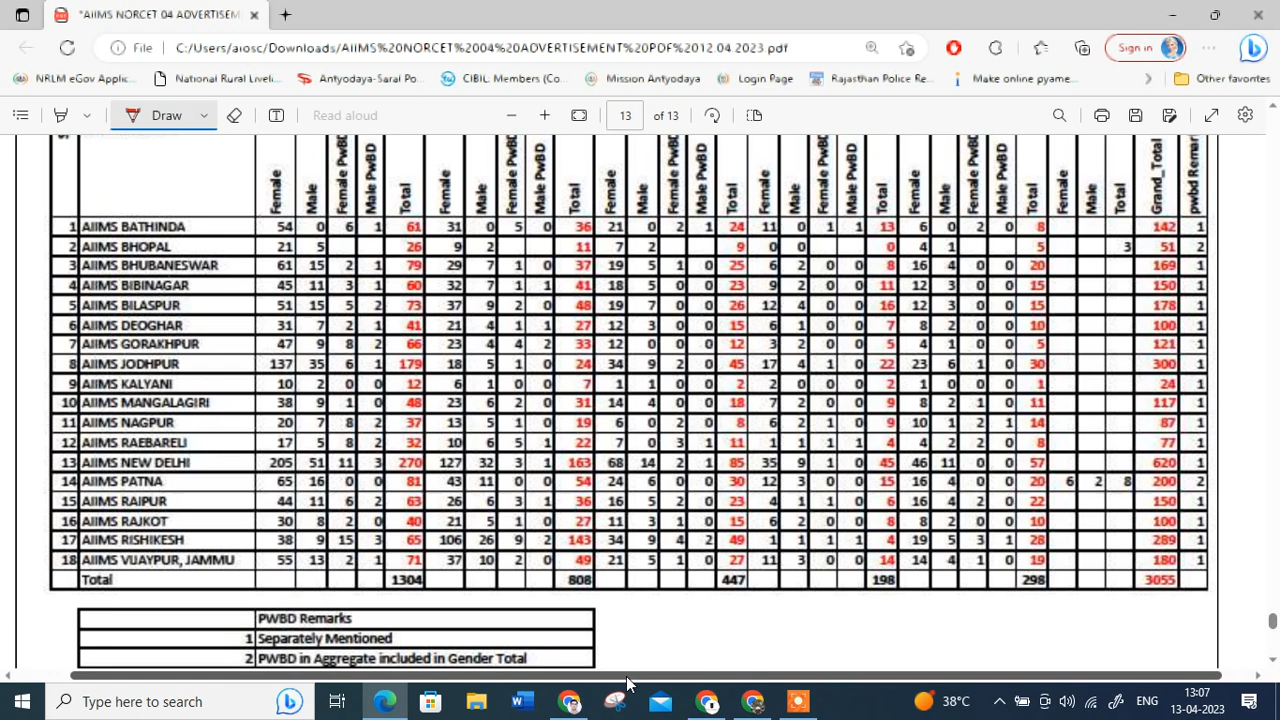 *AIIMS NORCET 04 ADVERTISEM
File C:/Users/aiosc/Downloads/AIIMS%20NORCET%2004%20ADVERTISEMENT%20PDF%2012.04.2023.pdf Sign in
NRLM eGov Applic... National Rural Liveli... Antyodaya-Saral Po... CIBIL: Members (Co... Mission Antyodaya Login Page Rajasthan Police Re... Make online pyame... Other favorites
Draw Read aloud 13 of 13
Female Male Female PwBD Male PwBD Total Female Male Female PwBD Male PwBD Total Female Male Female PwBD Male PwBD Total Female Male Female PwBD Male PwBD Total Female Male Female PwBD Male PwBD Total Female Male Total Grand_Total pwbd Remar
1 AIIMS BATHINDA 54 0 6 1 61 31 0 5 0 36 21 0 2 1 24 11 0 1 1 13 6 0 2 0 8 142 1
2 AIIMS BHOPAL 21 5 26 9 2 11 7 2 9 0 0 0 4 1 5 3 51 2
3 AIIMS BHUBANESWAR 61 15 2 1 79 29 7 1 0 37 19 5 1 0 25 6 2 0 0 8 16 4 0 0 20 169 1
4 AIIMS BIBINAGAR 45 11 3 1 60 32 7 1 1 41 18 5 0 0 23 9 2 0 0 11 12 3 0 0 15 150 1
5 AIIMS BILASPUR 51 15 5 2 73 37 9 2 0 48 19 7 0 0 26 12 4 0 0 16 12 3 0 0 15 178 1
6 AIIMS DEOGHAR 31 7 2 1 41 21 4 1 1 27 12 3 0 0 15 6 1 0 0 7 8 2 0 0 10 100 1
7 AIIMS GORAKHPUR 47 9 8 2 66 23 4 4 2 33 12 0 0 0 12 3 2 0 0 5 4 1 0 0 5 121 1
8 AIIMS JODHPUR 137 35 6 1 179 18 5 1 0 24 34 9 2 0 45 17 4 1 0 22 23 6 1 0 30 300 1
9 AIIMS KALYANI 10 2 0 0 12 6 1 0 0 7 1 1 0 0 2 2 0 0 0 2 1 0 0 0 1 24 1
10 AIIMS MANGALAGIRI 38 9 1 0 48 23 6 2 0 31 14 4 0 0 18 7 2 0 0 9 8 2 1 0 11 117 1
11 AIIMS NAGPUR 20 7 8 2 37 13 5 1 0 19 6 0 2 0 8 6 2 1 0 9 10 1 2 1 14 87 1
12 AIIMS RAEBARELI 17 5 8 2 32 10 6 5 1 22 7 0 3 1 11 1 1 1 1 4 4 2 2 0 8 77 1
13 AIIMS NEW DELHI 205 51 11 3 270 127 32 3 1 163 68 14 2 1 85 35 9 1 0 45 46 11 0 0 57 620 1
14 AIIMS PATNA 65 16 0 0 81 43 11 0 0 54 24 6 0 0 30 12 3 0 0 15 16 4 0 0 20 6 2 8 200 2
15 AIIMS RAIPUR 44 11 6 2 63 26 6 3 1 36 16 5 2 0 23 4 1 1 0 6 16 4 2 0 22 150 1
16 AIIMS RAJKOT 30 8 2 0 40 21 5 1 0 27 11 3 1 0 15 6 2 0 0 8 8 2 0 0 10 100 1
17 AIIMS RISHIKESH 38 9 15 3 65 106 26 9 2 143 34 9 4 2 49 1 1 1 1 4 19 5 3 1 28 289 1
18 AIIMS VIJAYPUR, JAMMU 55 13 2 1 71 37 10 2 0 49 21 5 1 0 27 11 3 0 0 14 14 4 1 0 19 180 1
Total 1304 808 447 198 298 3055
PWBD Remarks
1 Separately Mentioned
2 PWBD in Aggregate included in Gender Total
Type here to search 38°C ENG 13:07
13-04-2023